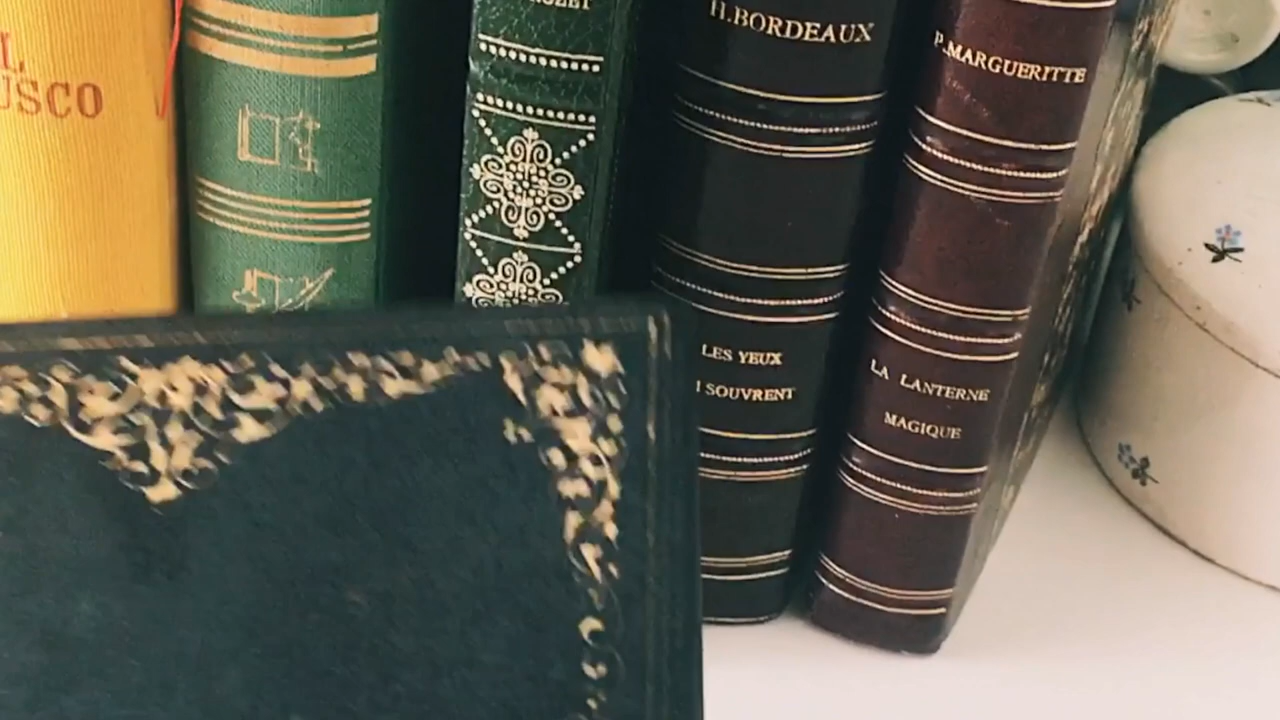 L
USCO
H.BORDEAUX
LES YEUX
I SOUVRENT
P.MARGUERITTE
LA LANTERNE
MAGIQUE